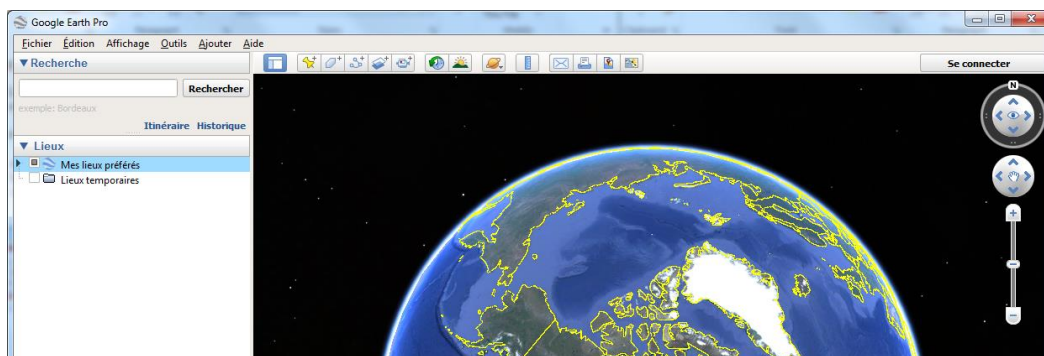 Google Earth Pro
Fichier Édition Affichage Outils Ajouter Aide
Recherche
Se connecter
Rechercher
exemple: Bordeaux
Itinéraire Historique
Lieux
Mes lieux préférés
Lieux temporaires
N